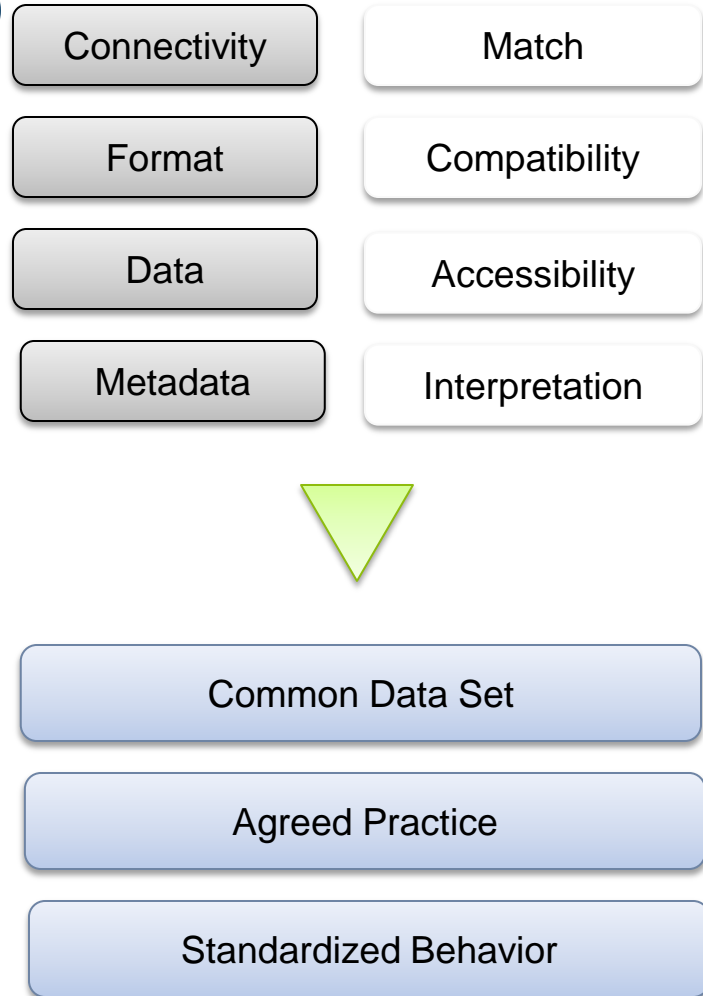 Connectivity
Match
Format
Compatibility
Data
Accessibility
Metadata
Interpretation
Common Data Set
Agreed Practice
Standardized Behavior